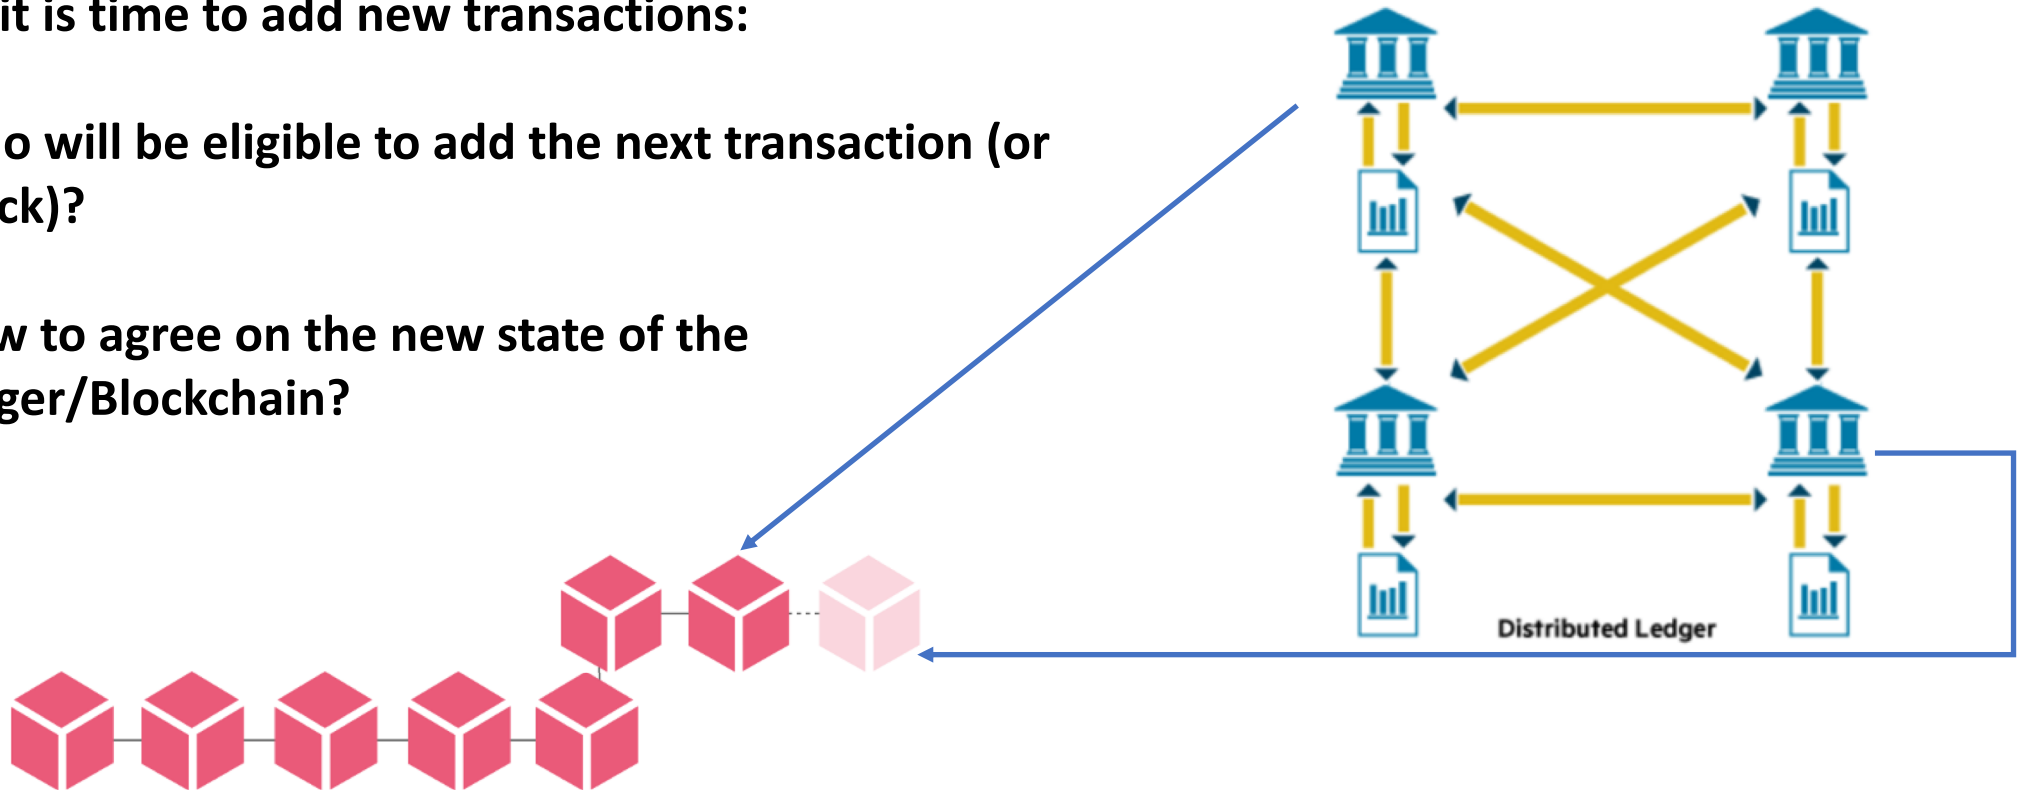 it is time to add new transactions:
o will be eligible to add the next transaction (or
ck)?
w to agree on the new state of the
ger/Blockchain?
Distributed Ledger